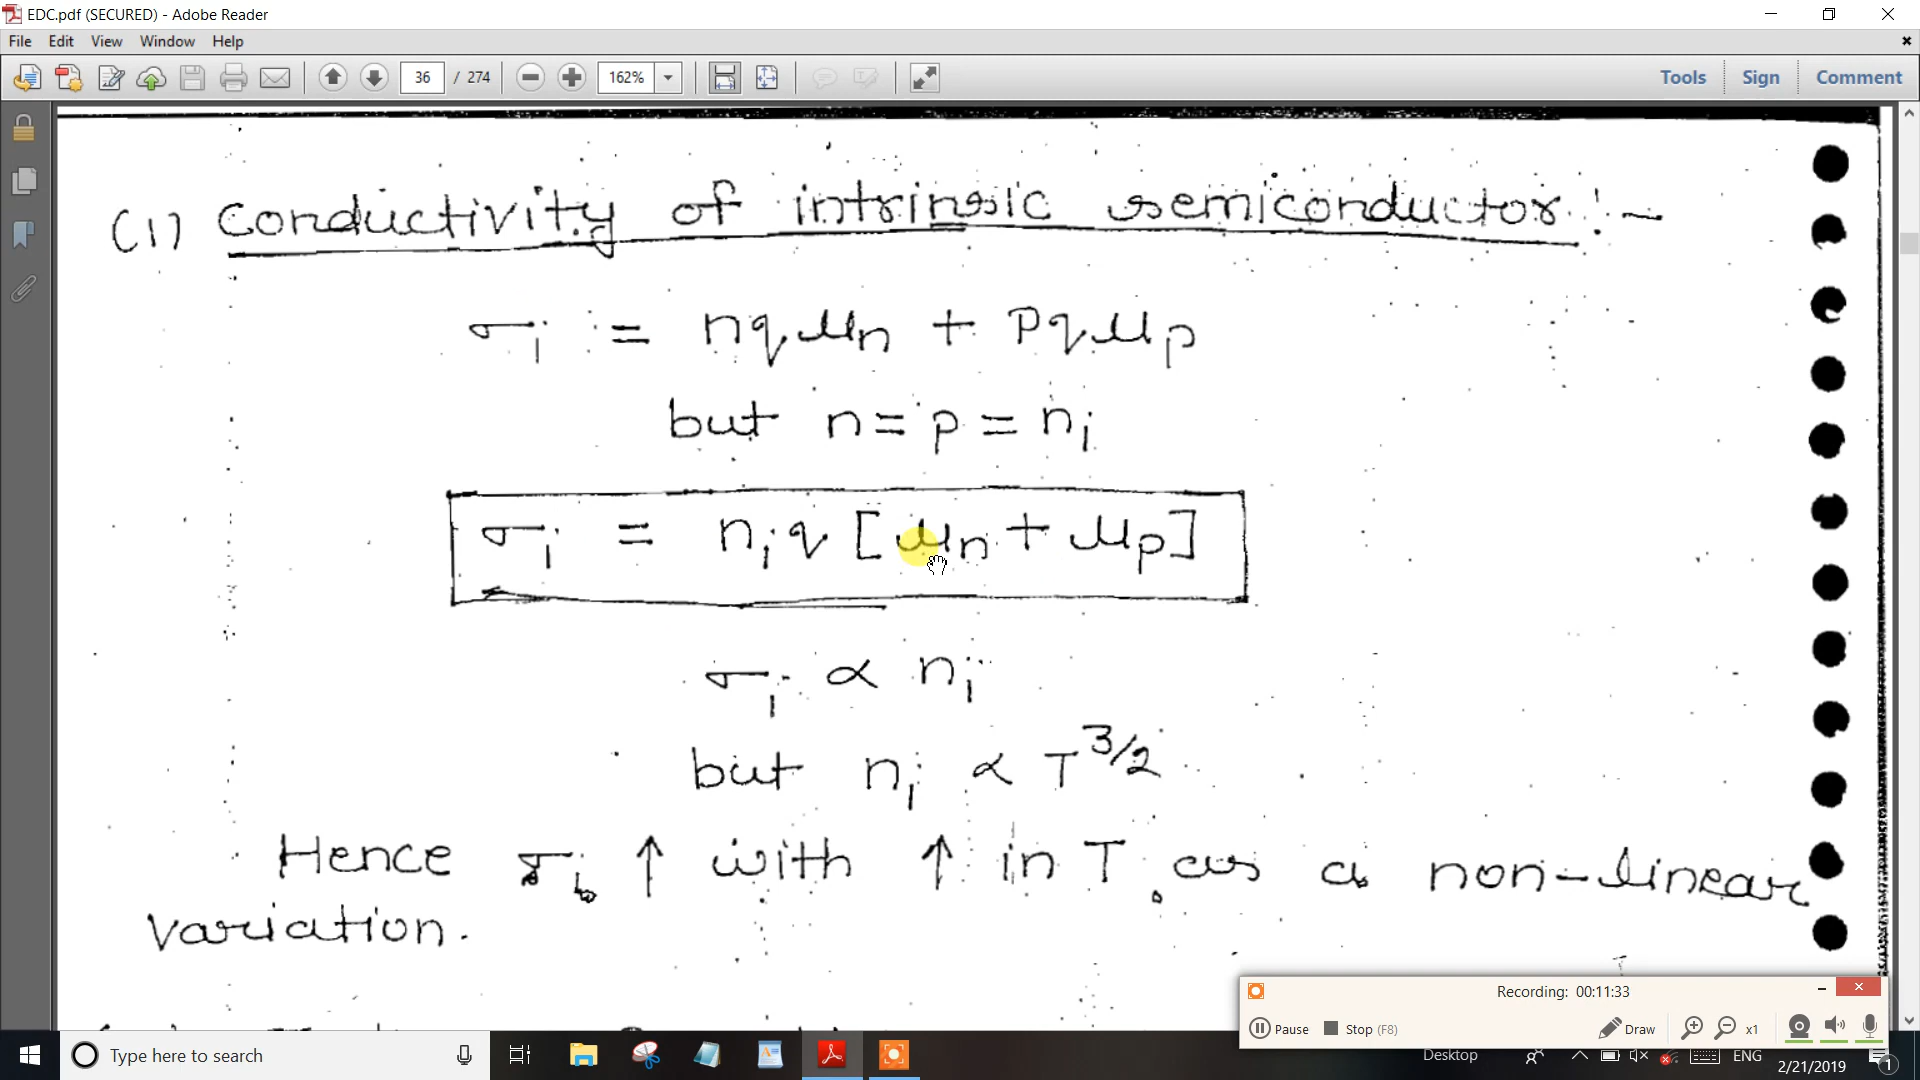 EDC.pdf (SECURED) - Adobe Reader
File Edit View Window Help
36 / 274 162% Tools Sign Comment
(1) Conductivity of intrinsic semiconductor :-
σi = nqμn + pqμp
but n = p = ni
σi = niq [μn + μp]
σi ∝ ni
but ni ∝ T^3/2
Hence σi ↑ with ↑ in T as a non-linear
variation.
Recording: 00:11:33
Pause Stop (F8) Draw x1
Type here to search
Desktop ENG
2/21/2019 1